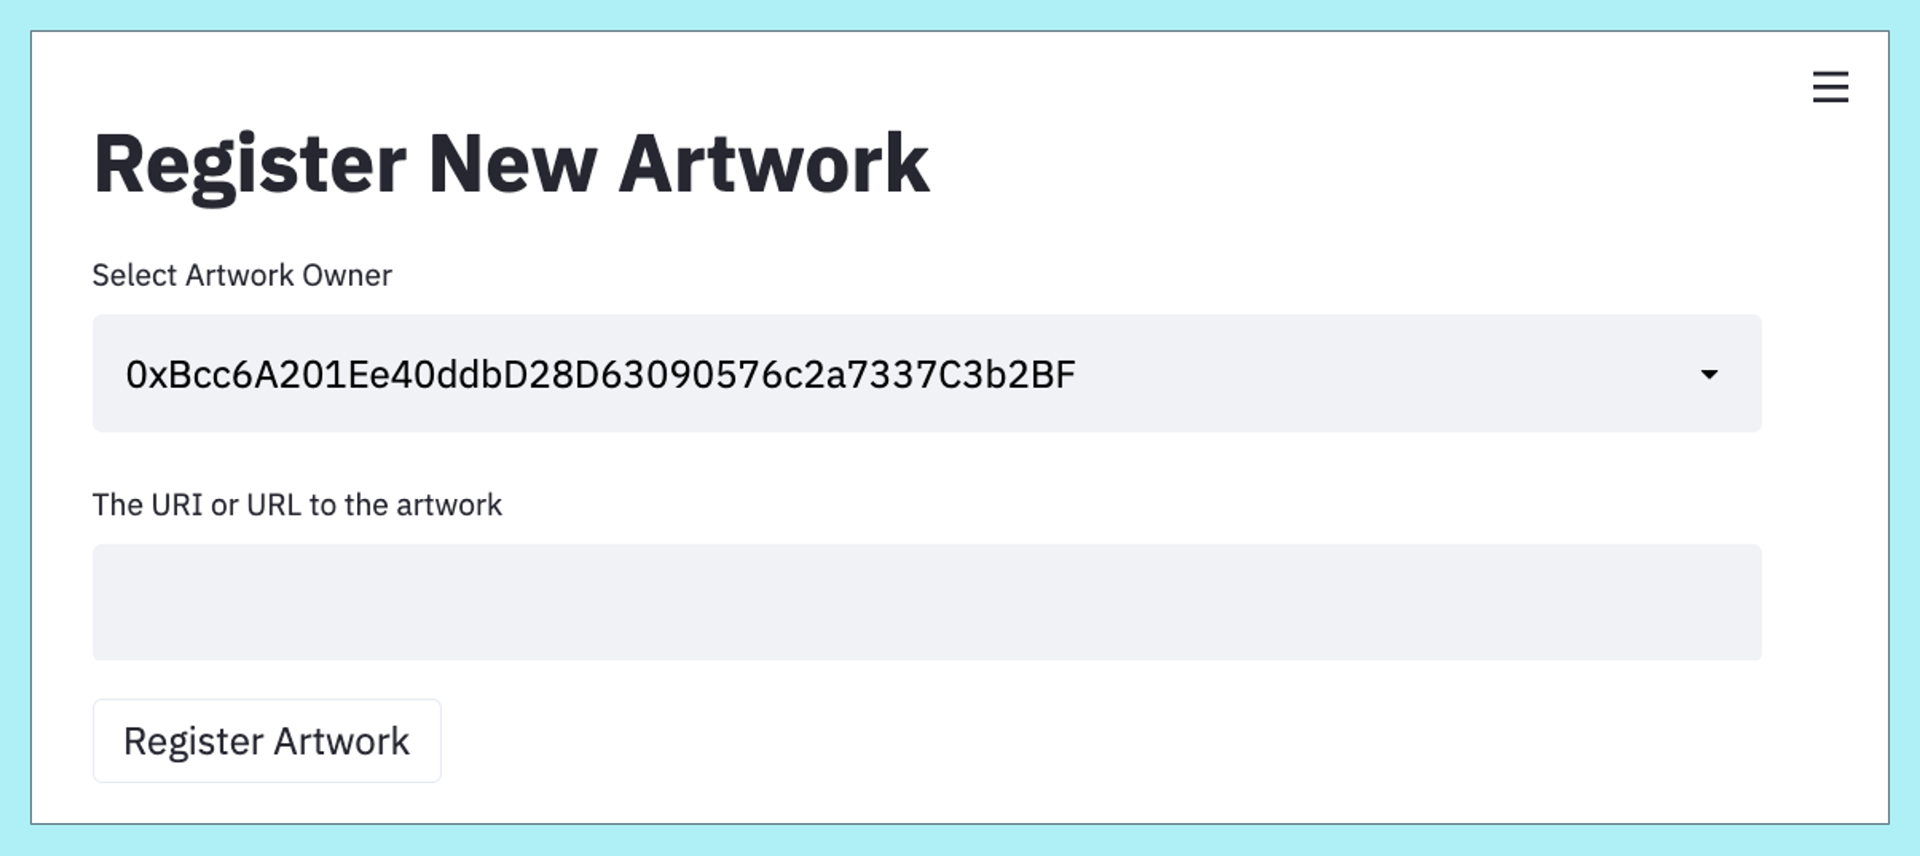 Register New Artwork
Select Artwork Owner
0xBcc6A201Ee40ddbD28D63090576c2a7337C3b2BF
The URI or URL to the artwork
Register Artwork